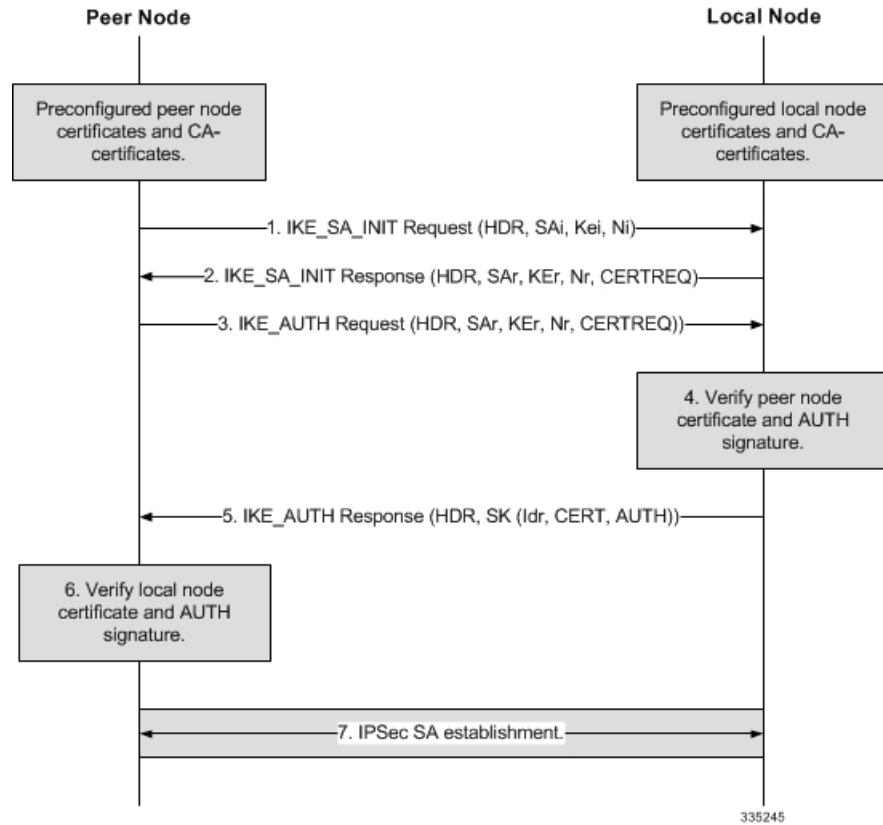 Peer Node
Local Node
Preconfigured peer node
certificates and CA-
certificates.
Preconfigured local node
certificates and CA-
certificates.
1. IKE_SA_INIT Request (HDR, SAi, Kei, Ni)
2. IKE_SA_INIT Response (HDR, SAr, KEr, Nr, CERTREQ)
3. IKE_AUTH Request (HDR, SAr, KEr, Nr, CERTREQ))
4. Verify peer node
certificate and AUTH
signature.
5. IKE_AUTH Response (HDR, SK (Idr, CERT, AUTH))
6. Verify local node
certificate and AUTH
signature.
7. IPSec SA establishment.
335245